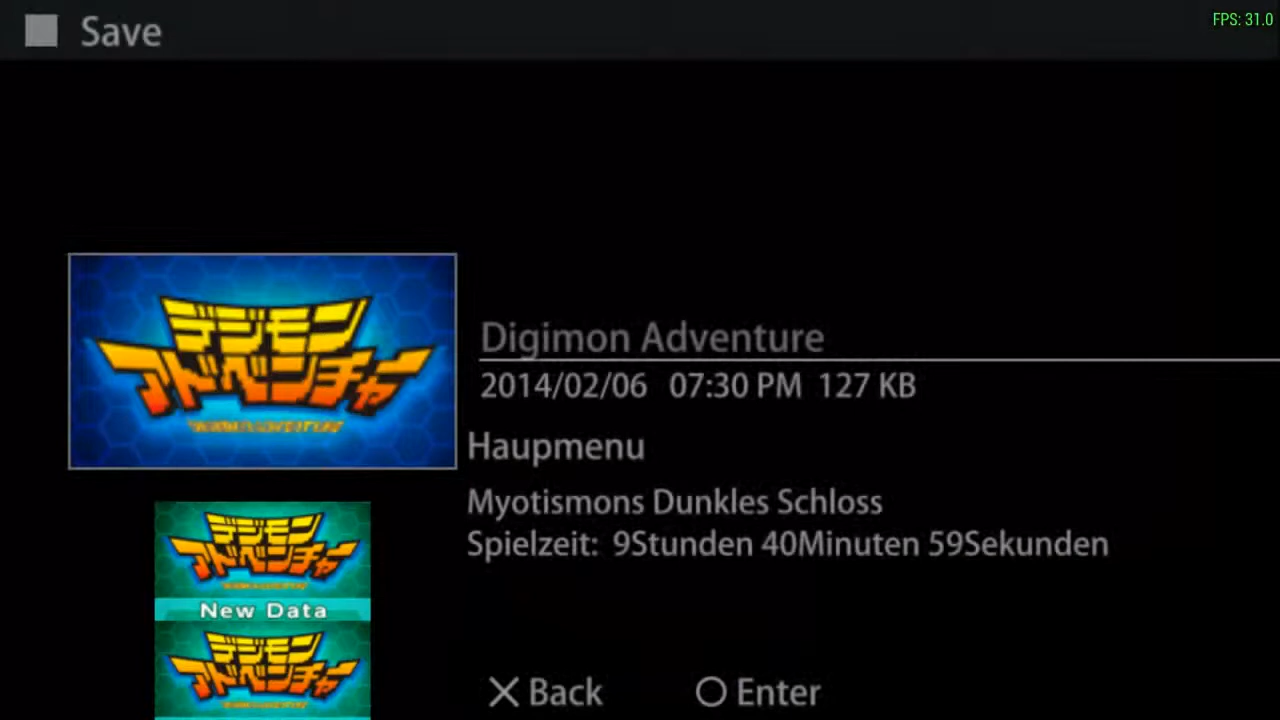 Save
FPS: 31.0
デジモン
アドベンチャー
Digimon Adventure
2014/02/06 07:30 PM 127 KB
Haupmenu
Myotismons Dunkles Schloss
Spielzeit: 9Stunden 40Minuten 59Sekunden
デジモン
アドベンチャー
New Data
デジモン
アドベンチャー
Back
Enter